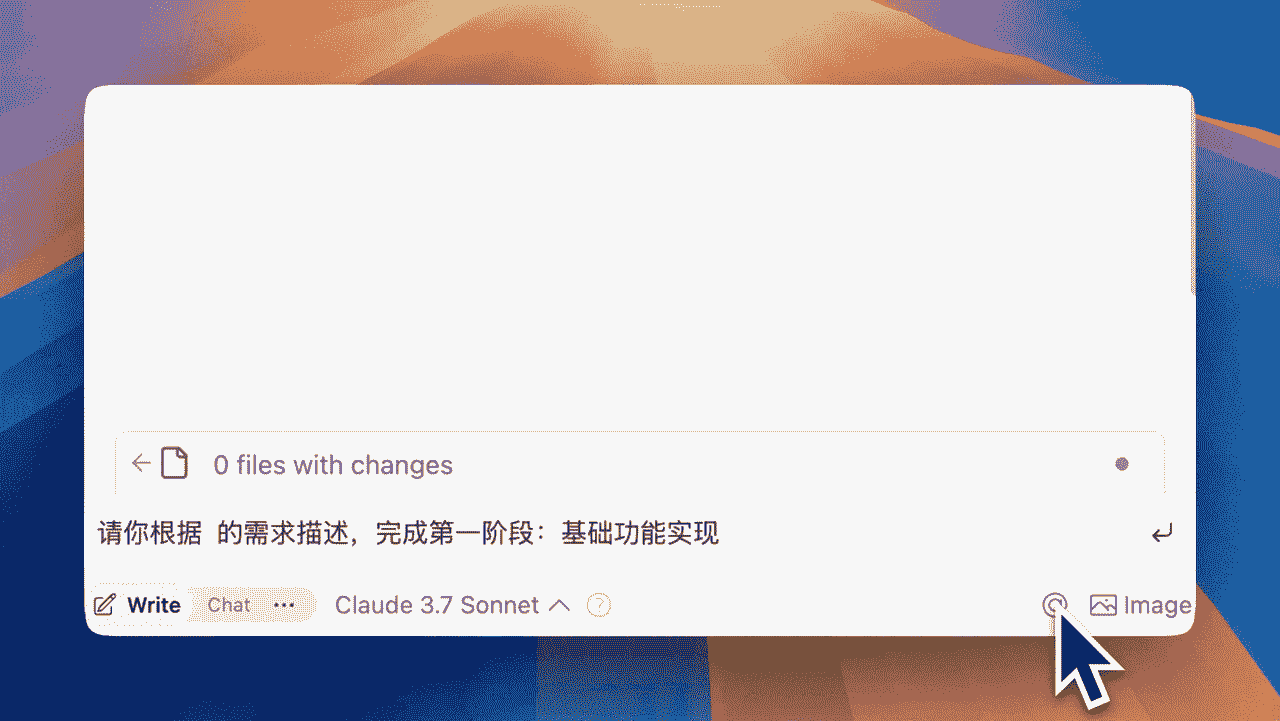 0 files with changes
请你根据 的需求描述，完成第一阶段：基础功能实现
Write Chat ··· Claude 3.7 Sonnet ? @ Image